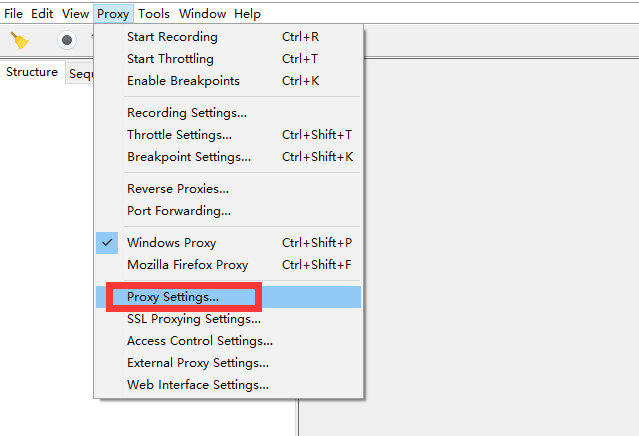 File Edit View Proxy Tools Window Help
Structure Sequ
Start Recording Ctrl+R
Start Throttling Ctrl+T
Enable Breakpoints Ctrl+K
Recording Settings...
Throttle Settings... Ctrl+Shift+T
Breakpoint Settings... Ctrl+Shift+K
Reverse Proxies...
Port Forwarding...
Windows Proxy Ctrl+Shift+P
Mozilla Firefox Proxy Ctrl+Shift+F
Proxy Settings...
SSL Proxying Settings...
Access Control Settings...
External Proxy Settings...
Web Interface Settings...